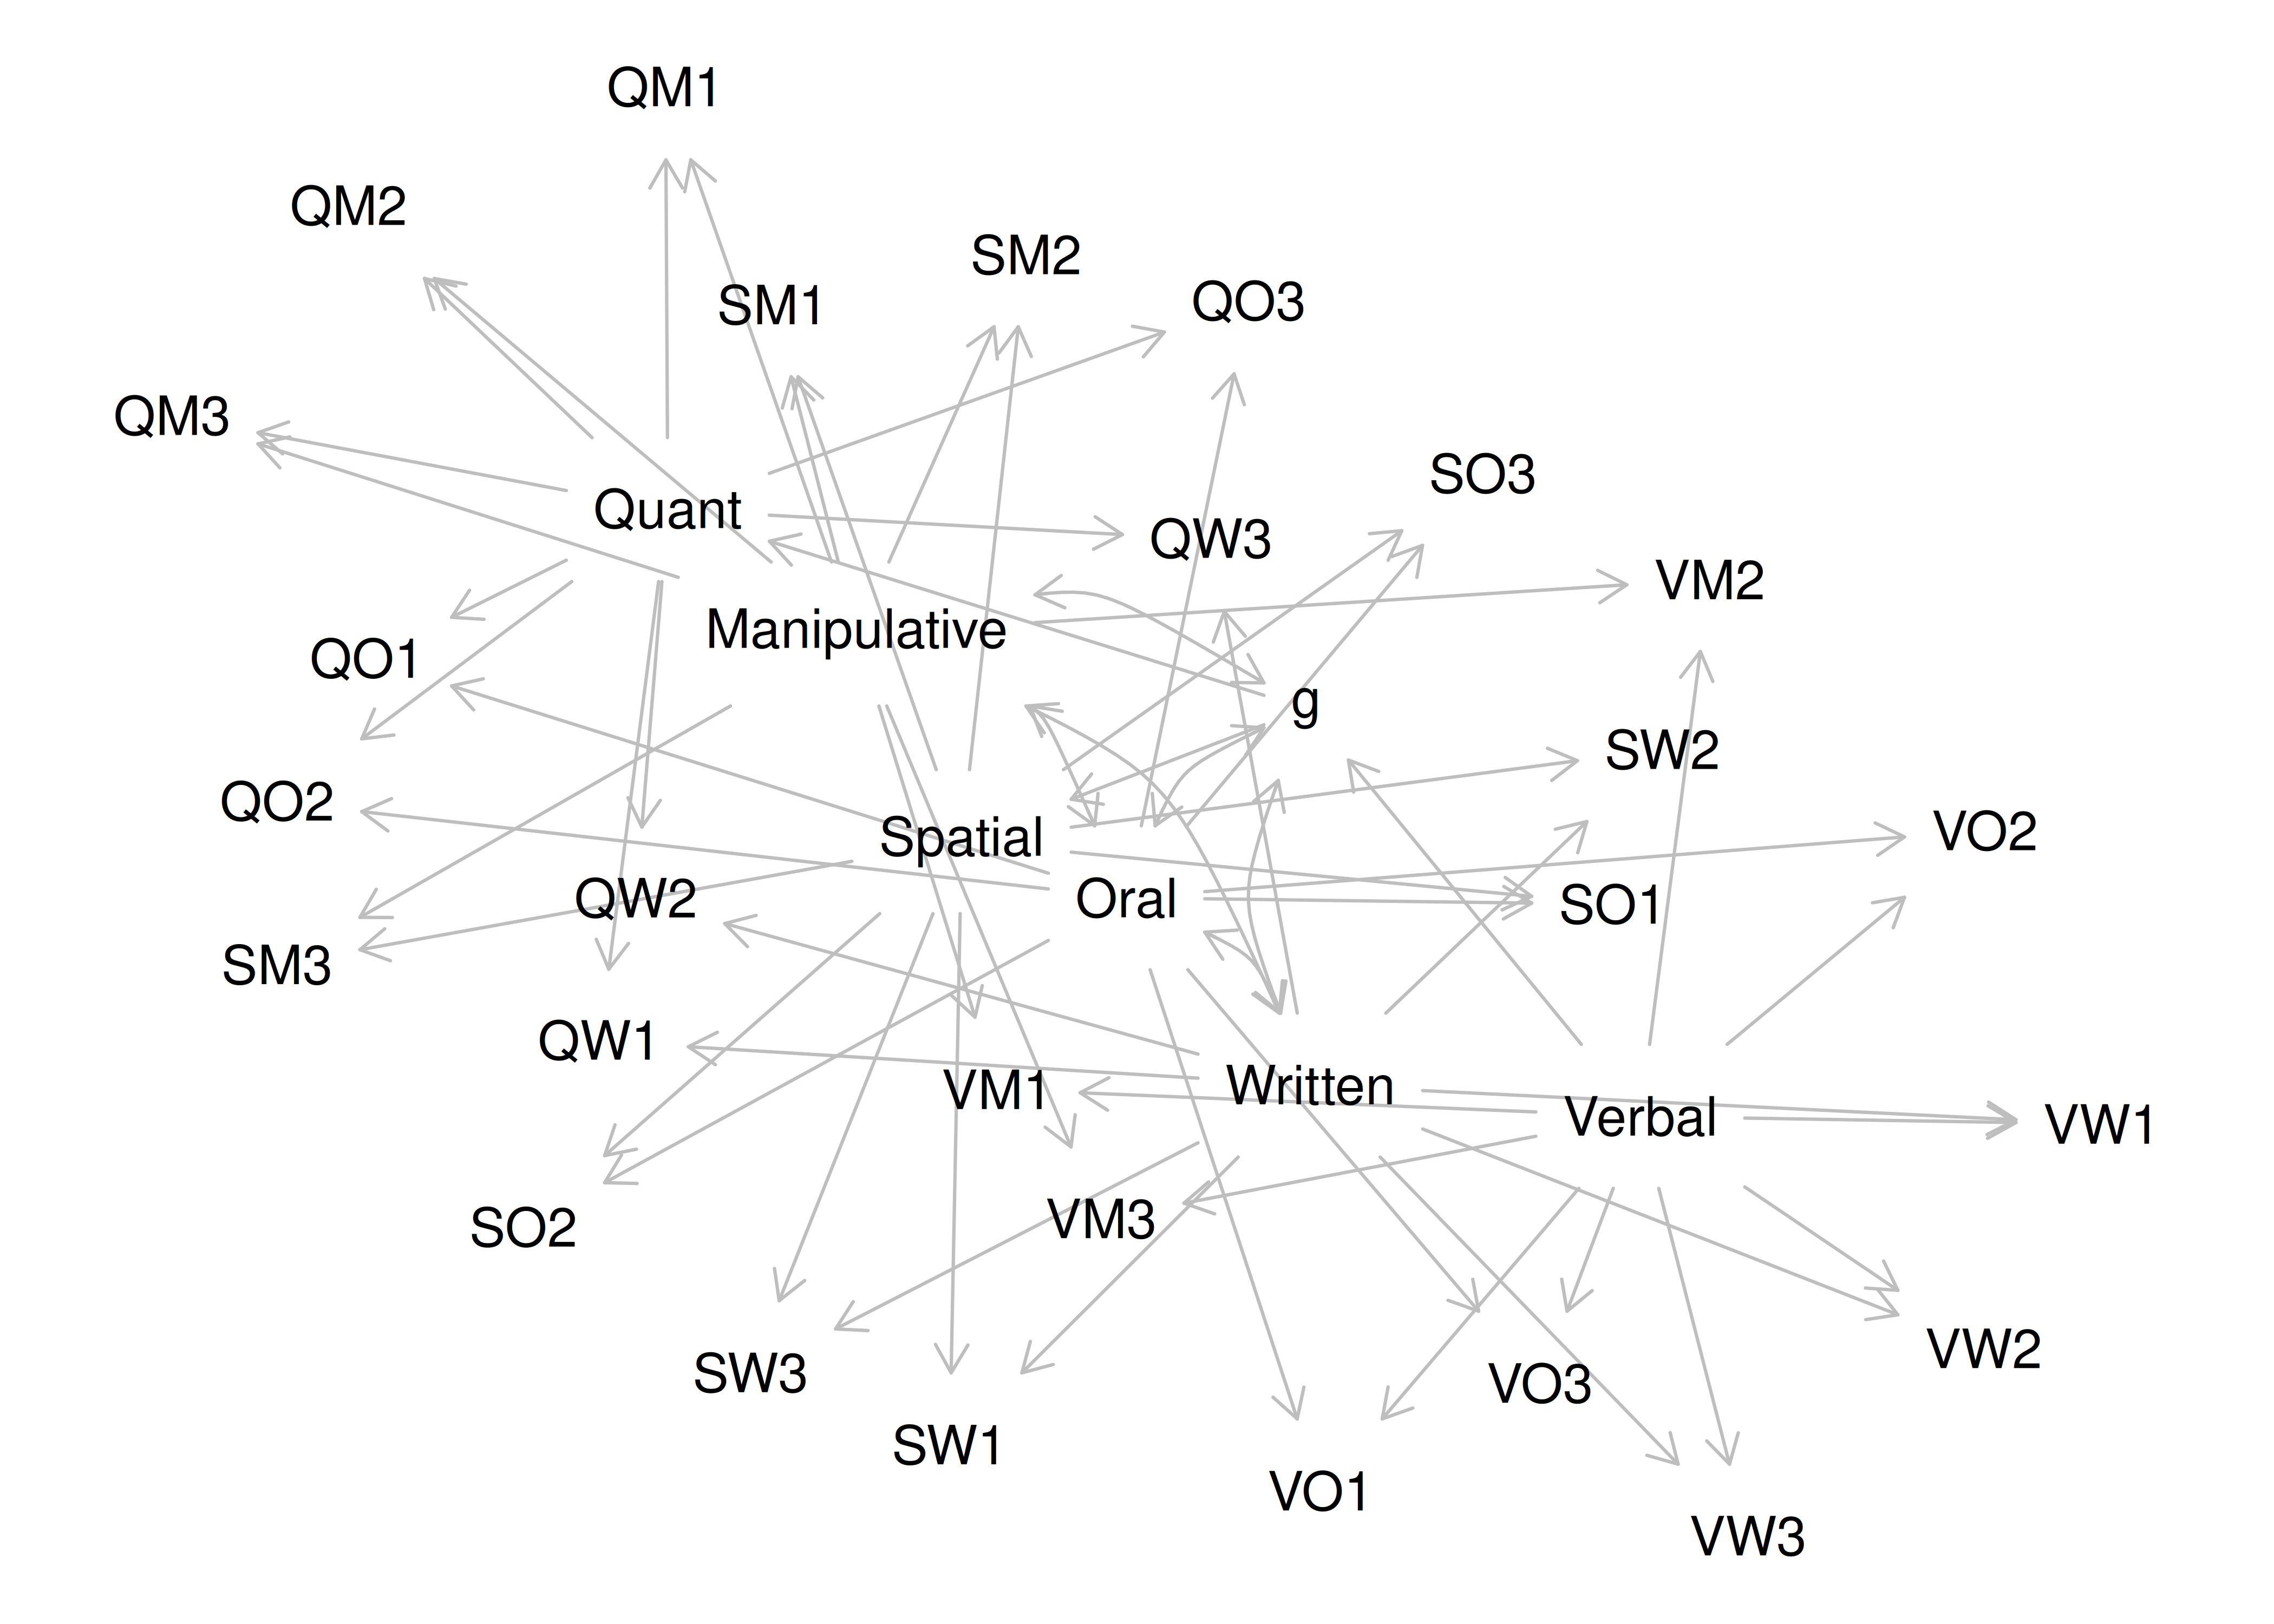 QM1
QM2
SM2
QO3
SM1
QM3
SO3
Quant
QW3
VM2
Manipulative
QO1
g
SW2
QO2
VO2
Spatial
QW2
Oral
SO1
SM3
QW1
VM1
Written
Verbal
VW1
VM3
SO2
VW2
SW3
VO3
SW1
VO1
VW3